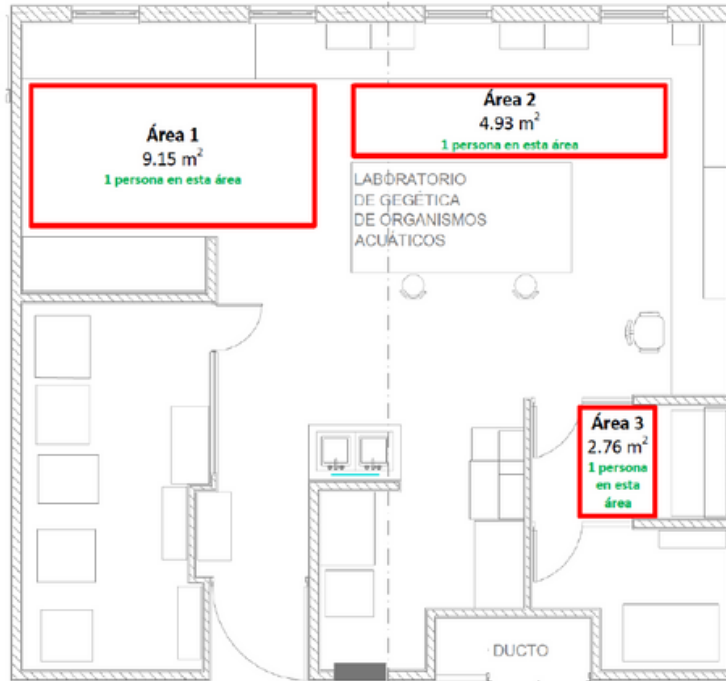 Área 1
9.15 m²
1 persona en esta área
Área 2
4.93 m²
1 persona en esta área
LABORATORIO
DE GEGÉTICA
DE ORGANISMOS
ACUÁTICOS
Área 3
2.76 m²
1 persona
en esta
área
DUCTO